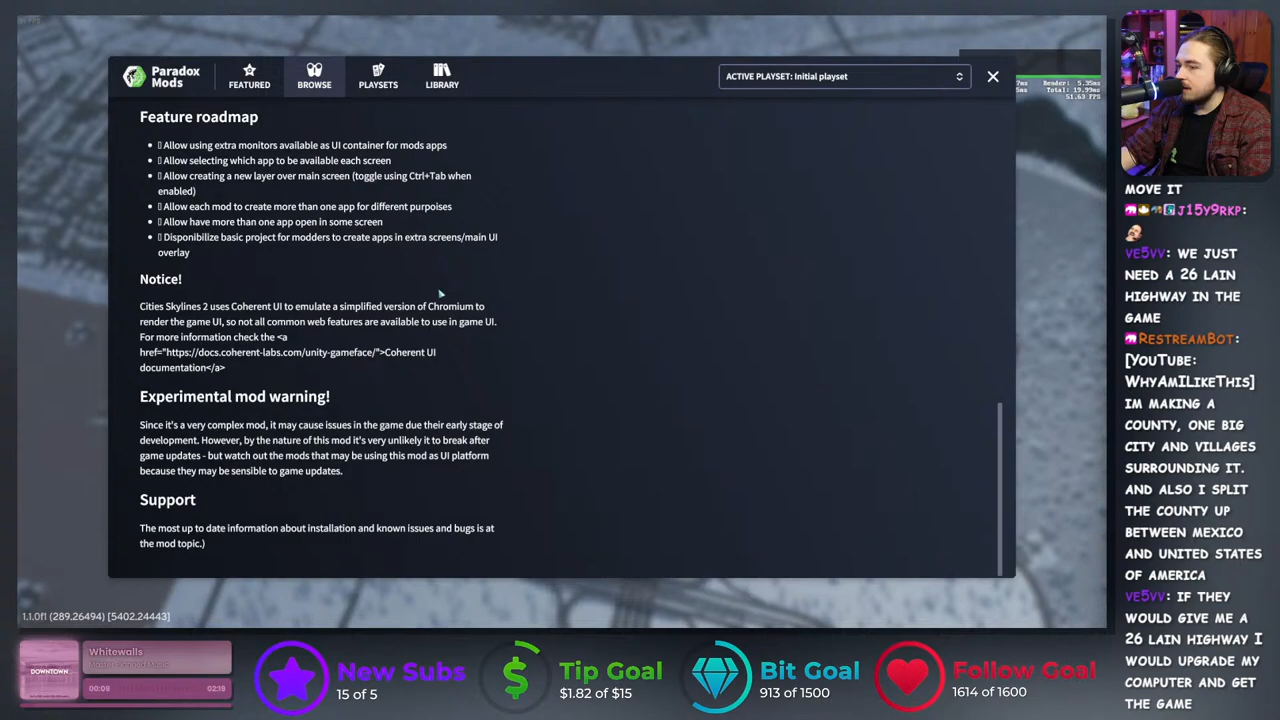 Paradox Mods
FEATURED
BROWSE
PLAYSETS
LIBRARY
ACTIVE PLAYSET: Initial playset
Render: 5.35ms
Total: 19.99ms
51.63 FPS
Feature roadmap
Allow using extra monitors available as UI container for mods apps
Allow selecting which app to be available each screen
Allow creating a new layer over main screen (toggle using Ctrl+Tab when
enabled)
Allow each mod to create more than one app for different purpoises
Allow have more than one app open in some screen
Disponibilize basic project for modders to create apps in extra screens/main UI
overlay
Notice!
Cities Skylines 2 uses Coherent UI to emulate a simplified version of Chromium to
render the game UI, so not all common web features are available to use in game UI.
For more information check the <a
href="https://docs.coherent-labs.com/unity-gameface/">Coherent UI
documentation</a>
Experimental mod warning!
Since it's a very complex mod, it may cause issues in the game due their early stage of
development. However, by the nature of this mod it's very unlikely it to break after
game updates - but watch out the mods that may be using this mod as UI platform
because they may be sensible to game updates.
Support
The most up to date information about installation and known issues and bugs is at
the mod topic.)
1.1.0f1 (289.26494) [5402.24443]
MOVE IT
J15Y9RKP:
VE5VV: WE JUST
NEED A 26 LAIN
HIGHWAY IN THE
GAME
RESTREAMBOT:
[YOUTUBE:
WHYAMILIKETHIS]
IM MAKING A
COUNTY, ONE BIG
CITY AND VILLAGES
SURROUNDING IT.
AND ALSO I SPLIT
THE COUNTY UP
BETWEEN MEXICO
AND UNITED STATES
OF AMERICA
VE5VV: IF THEY
WOULD GIVE ME A
26 LAIN HIGHWAY I
WOULD UPGRADE MY
COMPUTER AND GET
THE GAME
DOWNTOWN
Whitewalls
00:09
02:19
New Subs
15 of 5
Tip Goal
$1.82 of $15
Bit Goal
913 of 1500
Follow Goal
1614 of 1600